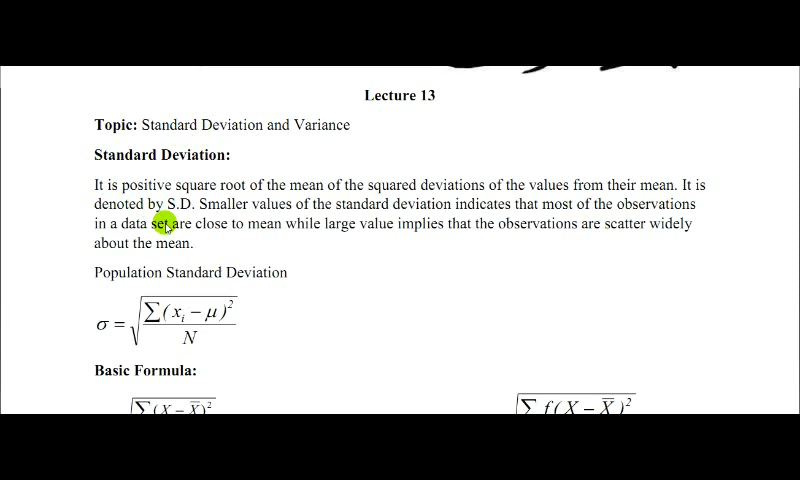 Lecture 13
Topic: Standard Deviation and Variance
Standard Deviation:
It is positive square root of the mean of the squared deviations of the values from their mean. It is
denoted by S.D. Smaller values of the standard deviation indicates that most of the observations
in a data set are close to mean while large value implies that the observations are scatter widely
about the mean.
Population Standard Deviation
σ = √(∑(xᵢ − μ)² / N)
Basic Formula:
√∑(X − X̄)² √∑ f(X − X̄)²